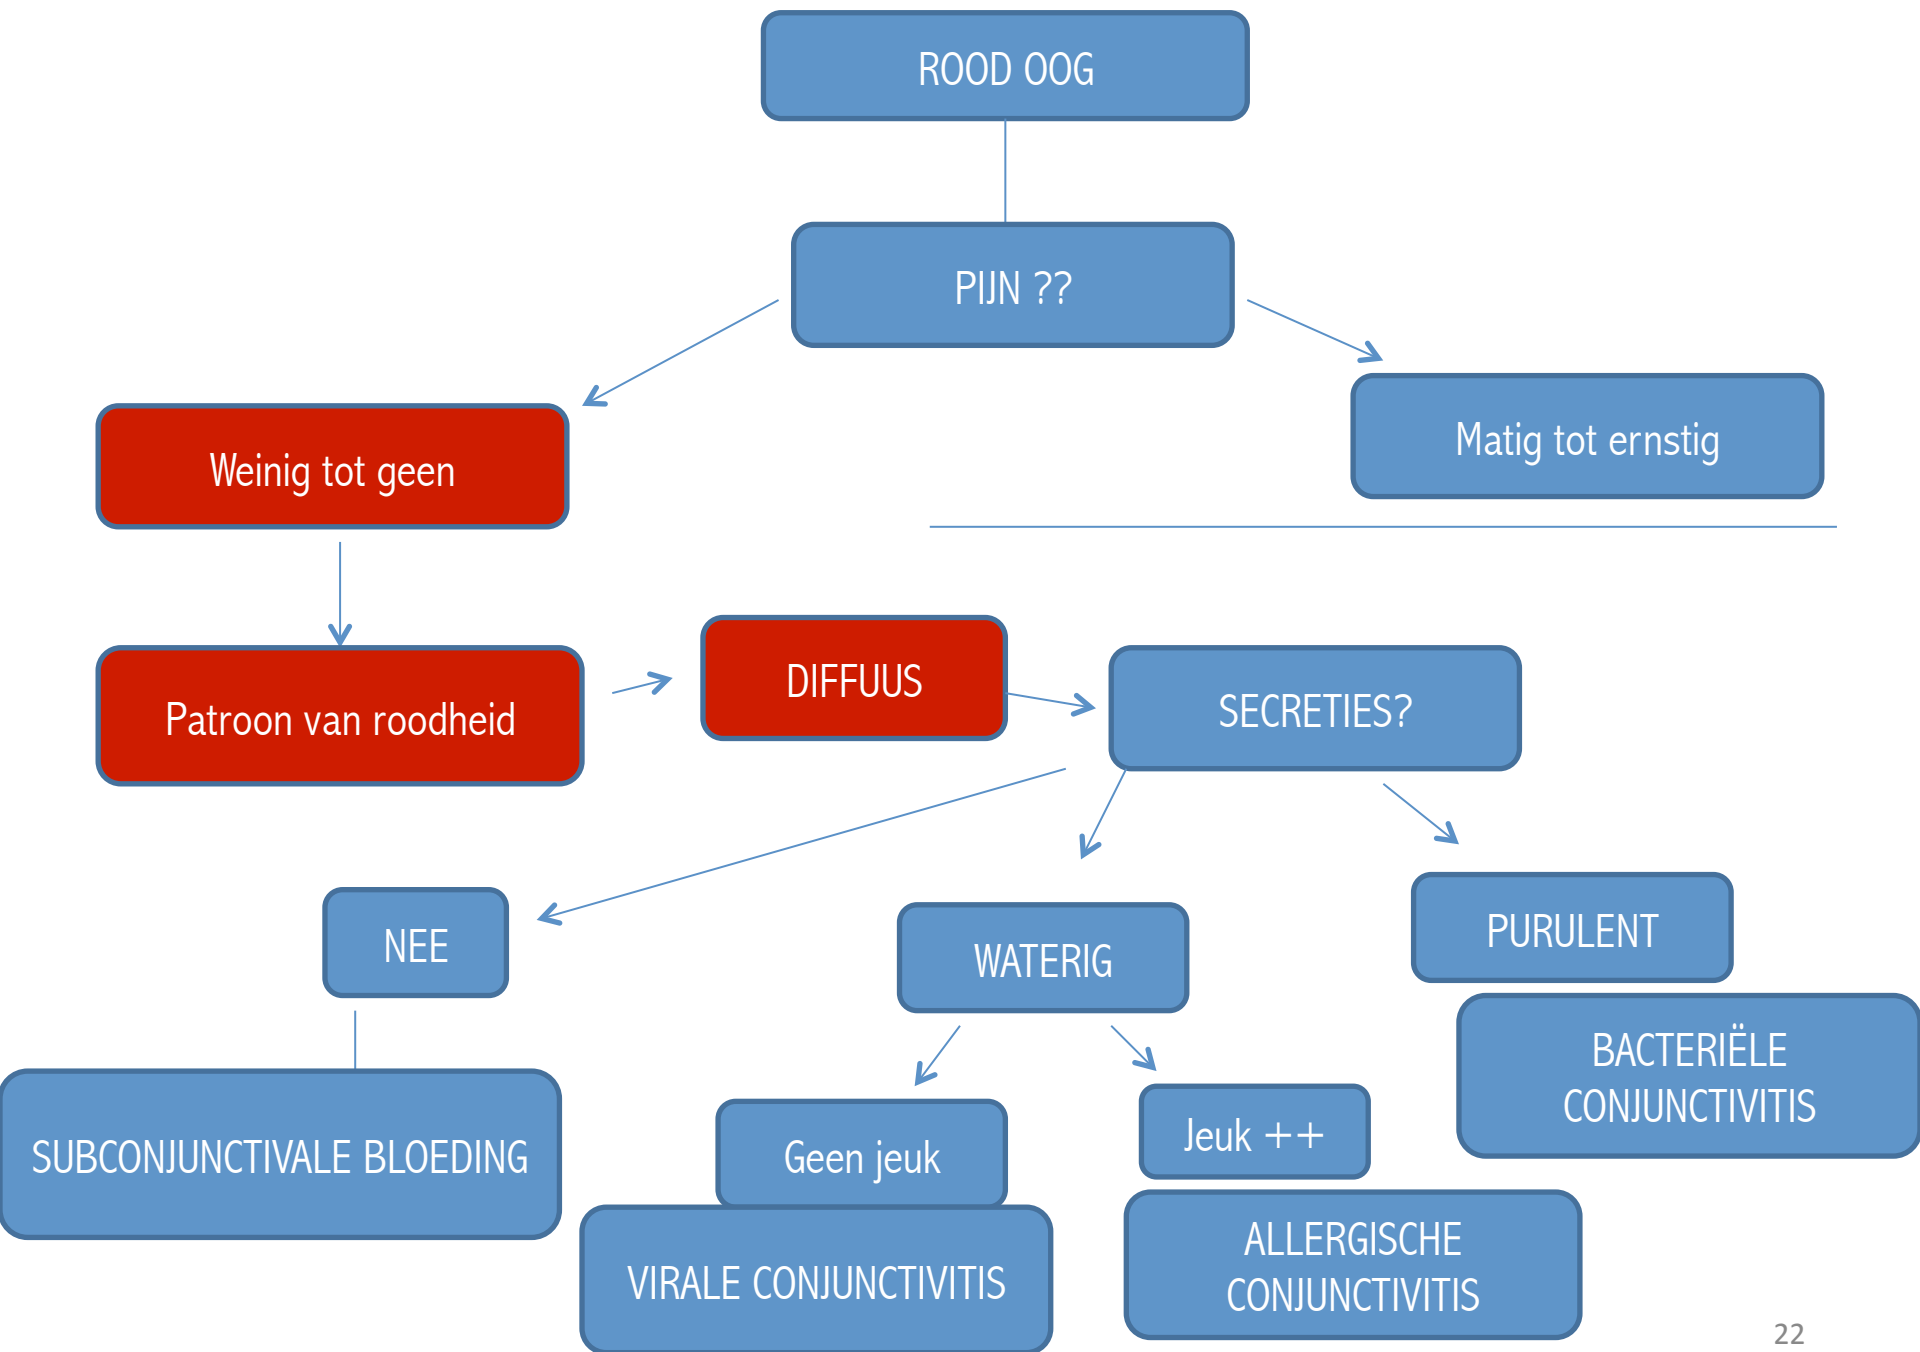 ROOD OOG
PIJN ??
Weinig tot geen
Matig tot ernstig
Patroon van roodheid
DIFFUUS
SECRETIES?
NEE
WATERIG
PURULENT
SUBCONJUNCTIVALE BLOEDING
Geen jeuk
VIRALE CONJUNCTIVITIS
Jeuk ++
ALLERGISCHE
CONJUNCTIVITIS
BACTERIËLE
CONJUNCTIVITIS
22